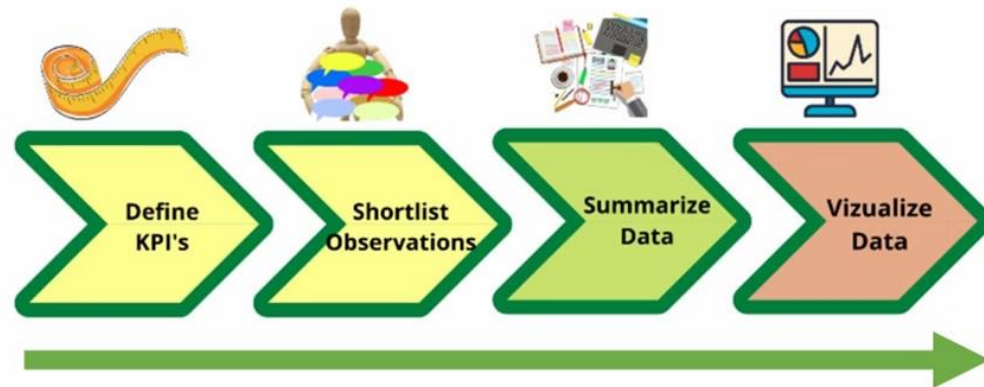 Define
KPI's
Shortlist
Observations
Summarize
Data
Vizualize
Data